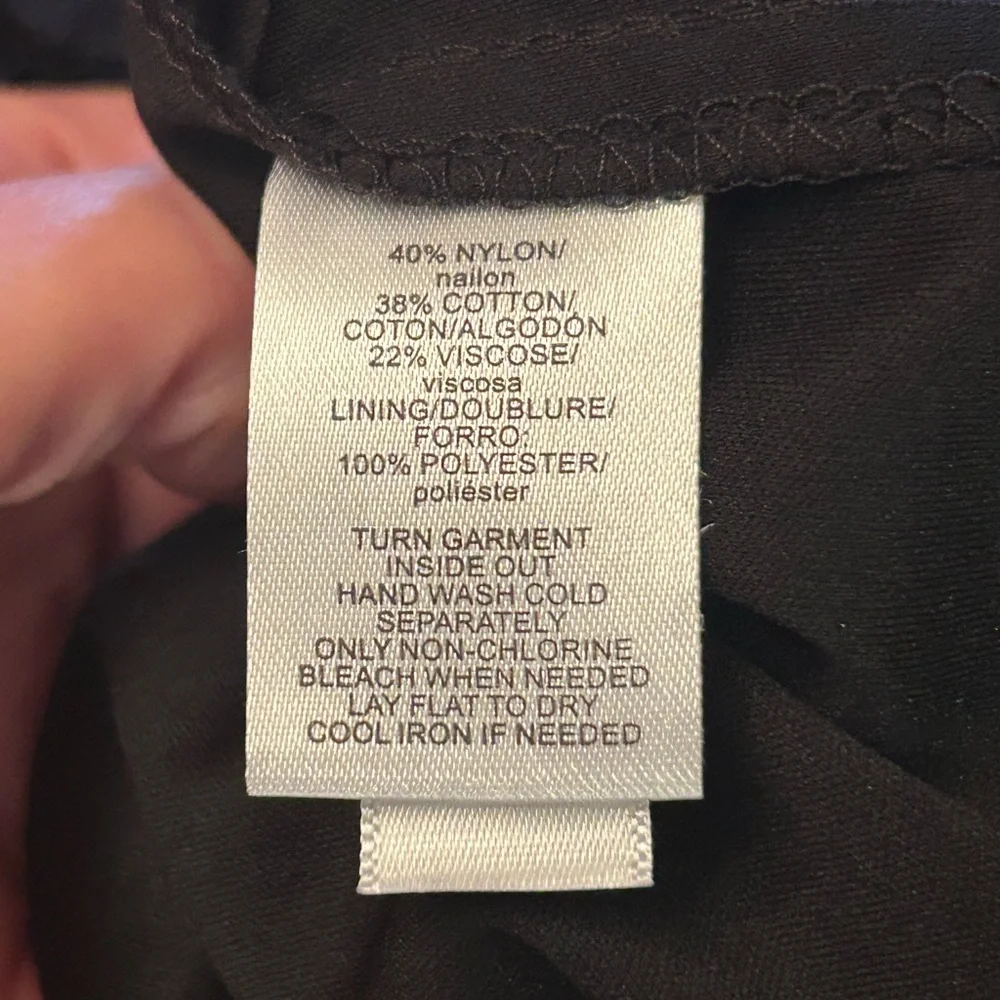 40% NYLON/
nailon
38% COTTON/
COTON/ALGODÓN
22% VISCOSE/
viscosa
LINING/DOUBLURE/
FORRO:
100% POLYESTER/
poliéster
TURN GARMENT
INSIDE OUT
HAND WASH COLD
SEPARATELY
ONLY NON-CHLORINE
BLEACH WHEN NEEDED
LAY FLAT TO DRY
COOL IRON IF NEEDED